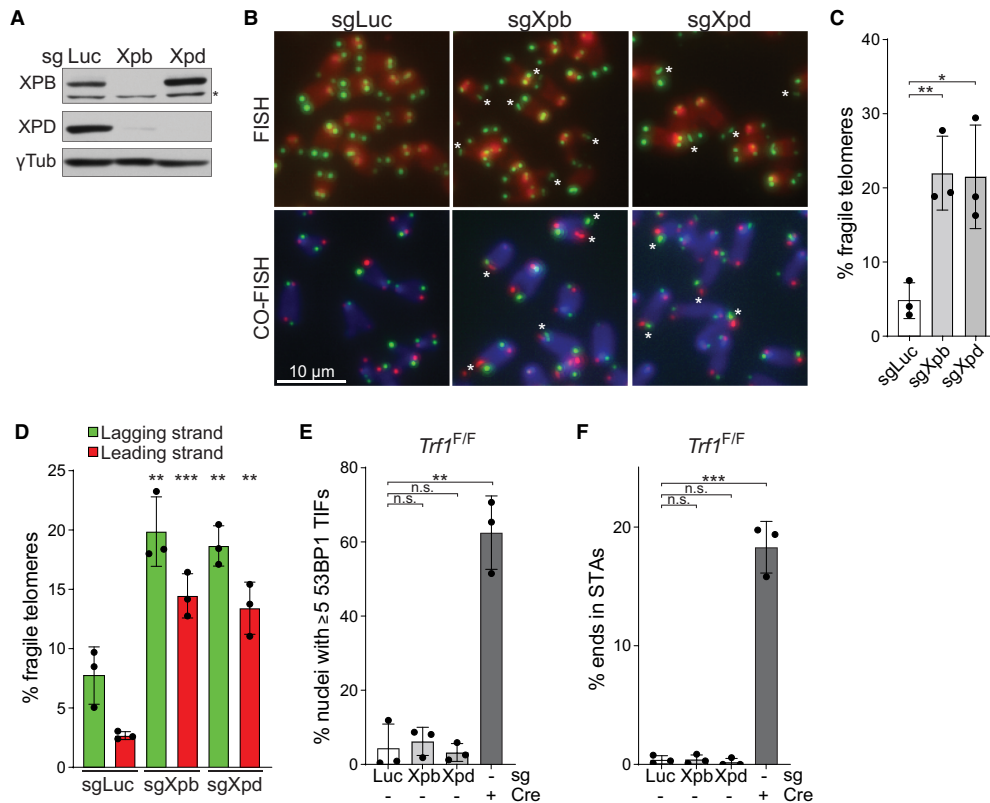 A
sg Luc Xpb Xpd
XPB
*
XPD
γTub
B
sgLuc sgXpb sgXpd
FISH
* * * * * * *
* * * * *
CO-FISH
* * * * *
* * * *
10 µm
C
% fragile telomeres
40
30
20
10
0
*
**
sgLuc sgXpb sgXpd
D
Lagging strand
Leading strand
% fragile telomeres
25
20
15
10
5
0
** *** ** **
sgLuc sgXpb sgXpd
E
Trf1F/F
% nuclei with ≥5 53BP1 TIFs
80
60
40
20
0
**
n.s.
n.s.
Luc Xpb Xpd - sg
- - - + Cre
F
Trf1F/F
% ends in STAs
20
10
0
***
n.s.
n.s.
Luc Xpb Xpd - sg
- - - + Cre